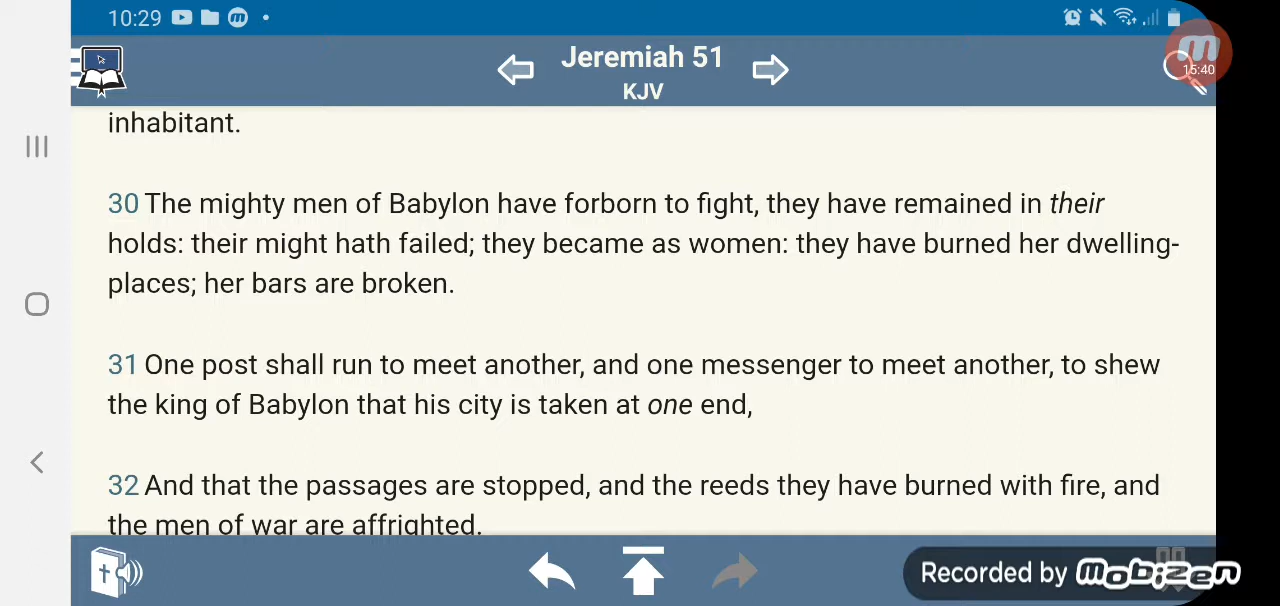 10:29
Jeremiah 51
KJV
15:40
inhabitant.
30 The mighty men of Babylon have forborn to fight, they have remained in their
holds: their might hath failed; they became as women: they have burned her dwelling-
places; her bars are broken.
31 One post shall run to meet another, and one messenger to meet another, to shew
the king of Babylon that his city is taken at one end,
32 And that the passages are stopped, and the reeds they have burned with fire, and
the men of war are affrighted.
Recorded by mobizen